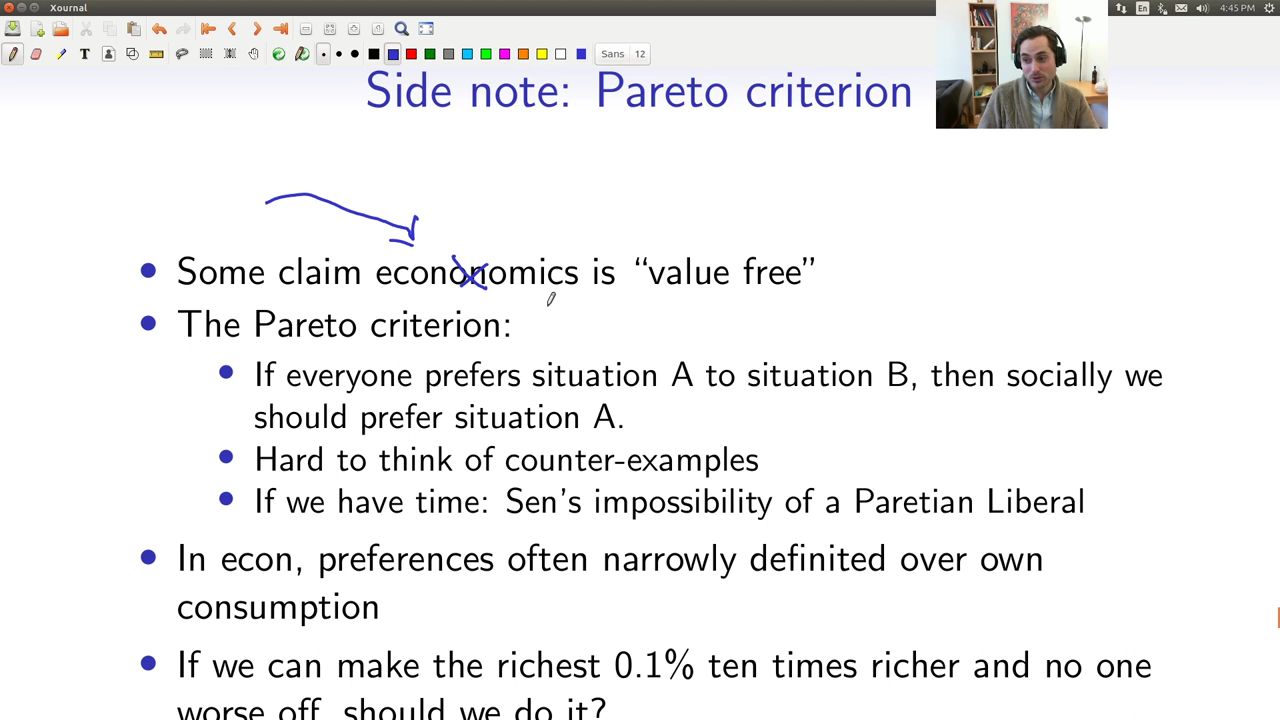 Xournal
En
4:45 PM
Sans 12
Side note: Pareto criterion
Some claim econonomics is “value free”
The Pareto criterion:
If everyone prefers situation A to situation B, then socially we
should prefer situation A.
Hard to think of counter-examples
If we have time: Sen's impossibility of a Paretian Liberal
In econ, preferences often narrowly definited over own
consumption
If we can make the richest 0.1% ten times richer and no one
worse off, should we do it?